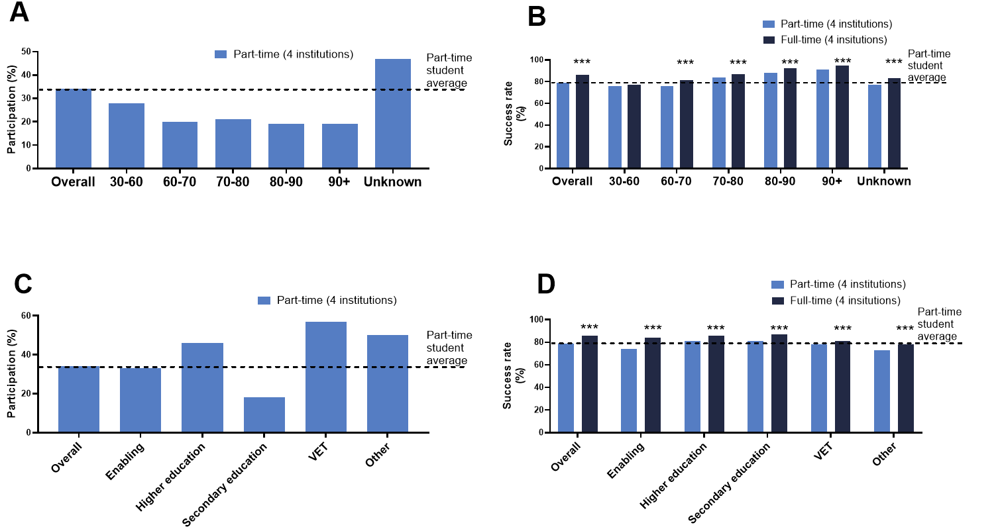 A
Part-time (4 institutions)
Part-time
student
average
Participation (%)
50
40
30
20
10
0
Overall
30-60
60-70
70-80
80-90
90+
Unknown
B
Part-time (4 institutions)
Full-time (4 insitutions)
Part-time
student
average
Success rate
(%)
100
80
60
40
20
0
***
***
***
***
***
***
Overall
30-60
60-70
70-80
80-90
90+
Unknown
C
Part-time (4 institutions)
Part-time
student
average
Participation (%)
60
40
20
0
Overall
Enabling
Higher education
Secondary education
VET
Other
D
Part-time (4 institutions)
Full-time (4 insitutions)
Part-time
student
average
Success rate
(%)
100
80
60
40
20
0
***
***
***
***
***
***
Overall
Enabling
Higher education
Secondary education
VET
Other